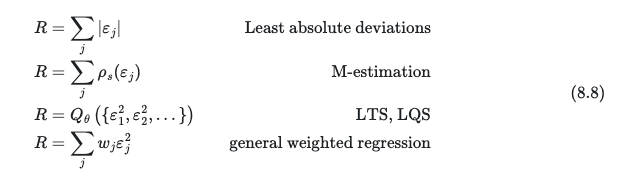 R = ∑_j |ε_j| Least absolute deviations
R = ∑_j ρ_s(ε_j) M-estimation
(8.8)
R = Q_θ ({ε_1^2, ε_2^2, …}) LTS, LQS
R = ∑_j w_j ε_j^2 general weighted regression